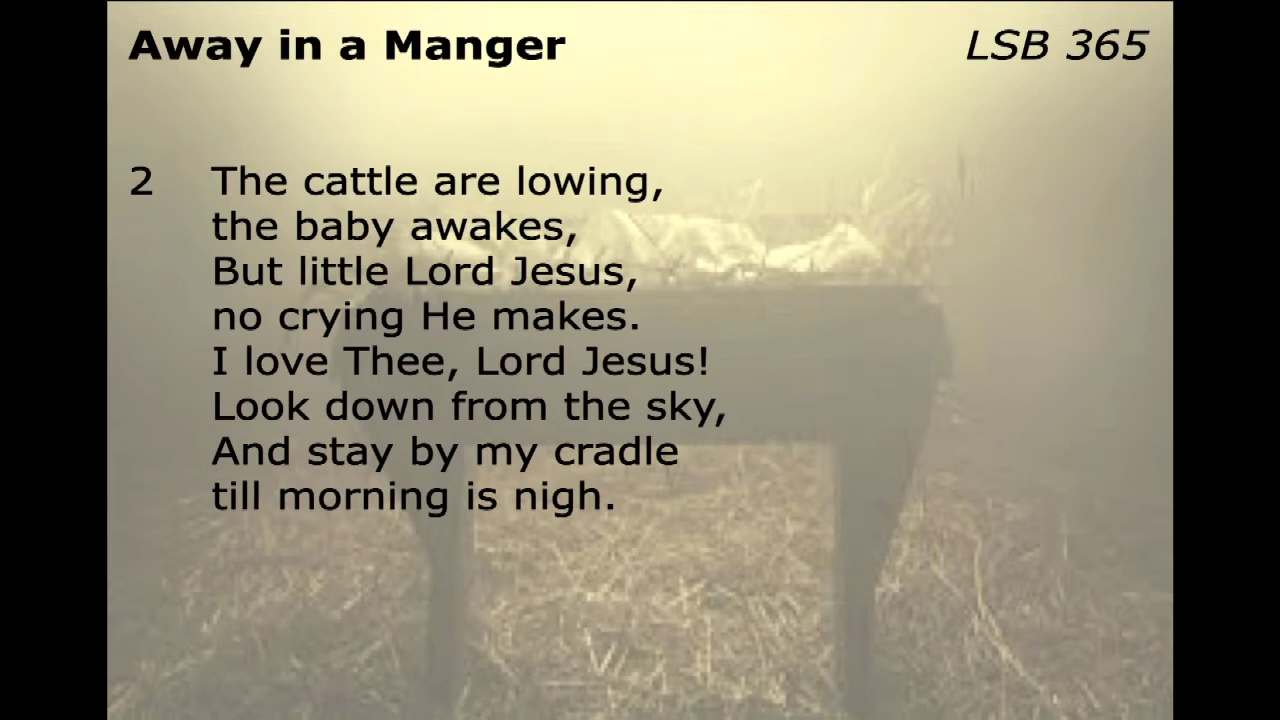 Away in a Manger
LSB 365
2 The cattle are lowing,
the baby awakes,
But little Lord Jesus,
no crying He makes.
I love Thee, Lord Jesus!
Look down from the sky,
And stay by my cradle
till morning is nigh.